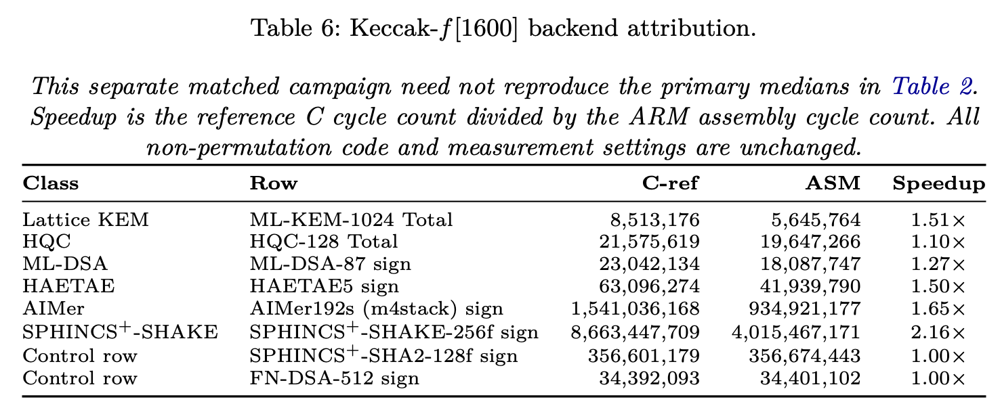 Table 6: Keccak-f[1600] backend attribution.
This separate matched campaign need not reproduce the primary medians in Table 2.
Speedup is the reference C cycle count divided by the ARM assembly cycle count. All
non-permutation code and measurement settings are unchanged.
Class Row C-ref ASM Speedup
Lattice KEM ML-KEM-1024 Total 8,513,176 5,645,764 1.51×
HQC HQC-128 Total 21,575,619 19,647,266 1.10×
ML-DSA ML-DSA-87 sign 23,042,134 18,087,747 1.27×
HAETAE HAETAE5 sign 63,096,274 41,939,790 1.50×
AIMer AIMer192s (m4stack) sign 1,541,036,168 934,921,177 1.65×
SPHINCS⁺-SHAKE SPHINCS⁺-SHAKE-256f sign 8,663,447,709 4,015,467,171 2.16×
Control row SPHINCS⁺-SHA2-128f sign 356,601,179 356,674,443 1.00×
Control row FN-DSA-512 sign 34,392,093 34,401,102 1.00×